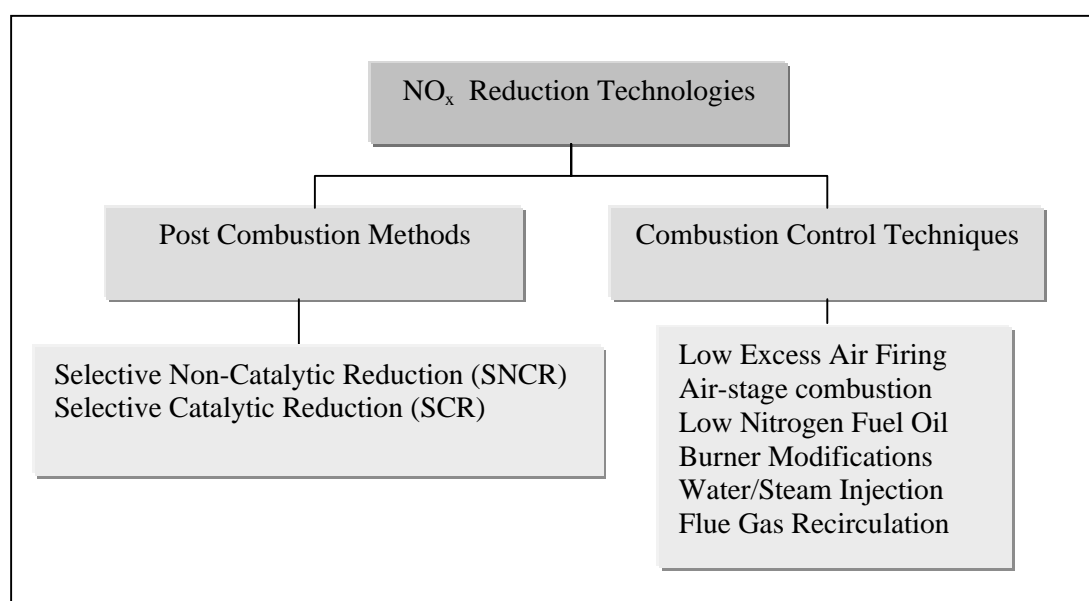 NOx Reduction Technologies
Post Combustion Methods
Combustion Control Techniques
Selective Non-Catalytic Reduction (SNCR)
Selective Catalytic Reduction (SCR)
Low Excess Air Firing
Air-stage combustion
Low Nitrogen Fuel Oil
Burner Modifications
Water/Steam Injection
Flue Gas Recirculation